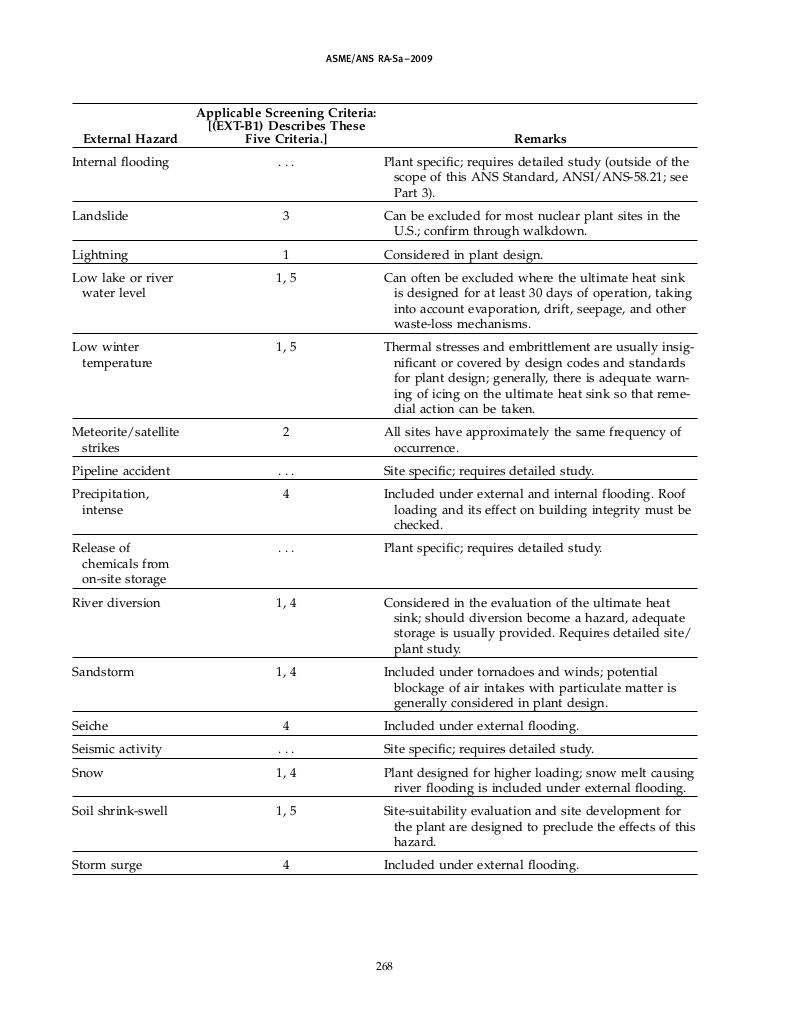 ASME/ANS RA-Sa–2009
External Hazard
Applicable Screening Criteria:
[(EXT-B1) Describes These
Five Criteria.]
Remarks
Internal flooding
. . .
Plant specific; requires detailed study (outside of the
scope of this ANS Standard, ANSI/ANS-58.21; see
Part 3).
Landslide
3
Can be excluded for most nuclear plant sites in the
U.S.; confirm through walkdown.
Lightning
1
Considered in plant design.
Low lake or river
water level
1, 5
Can often be excluded where the ultimate heat sink
is designed for at least 30 days of operation, taking
into account evaporation, drift, seepage, and other
waste-loss mechanisms.
Low winter
temperature
1, 5
Thermal stresses and embrittlement are usually insig-
nificant or covered by design codes and standards
for plant design; generally, there is adequate warn-
ing of icing on the ultimate heat sink so that reme-
dial action can be taken.
Meteorite/satellite
strikes
2
All sites have approximately the same frequency of
occurrence.
Pipeline accident
. . .
Site specific; requires detailed study.
Precipitation,
intense
4
Included under external and internal flooding. Roof
loading and its effect on building integrity must be
checked.
Release of
chemicals from
on-site storage
. . .
Plant specific; requires detailed study.
River diversion
1, 4
Considered in the evaluation of the ultimate heat
sink; should diversion become a hazard, adequate
storage is usually provided. Requires detailed site/
plant study.
Sandstorm
1, 4
Included under tornadoes and winds; potential
blockage of air intakes with particulate matter is
generally considered in plant design.
Seiche
4
Included under external flooding.
Seismic activity
. . .
Site specific; requires detailed study.
Snow
1, 4
Plant designed for higher loading; snow melt causing
river flooding is included under external flooding.
Soil shrink-swell
1, 5
Site-suitability evaluation and site development for
the plant are designed to preclude the effects of this
hazard.
Storm surge
4
Included under external flooding.
268